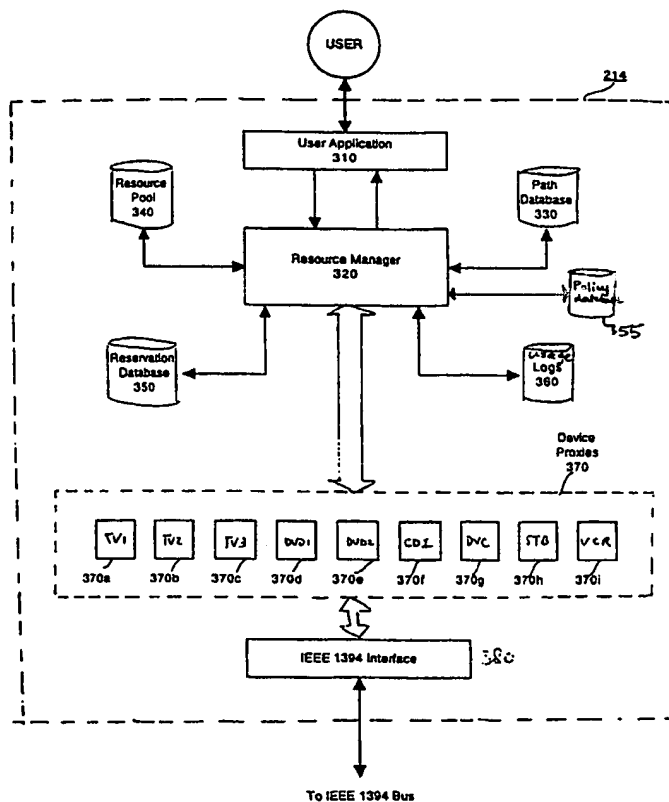 USER
214
User Application
310
Resource
Pool
340
Path
Database
330
Resource Manager
320
Policy
database
55
Reservation
Database
350
usage
Logs
360
Device
Proxies
370
TV1
TV2
TV3
DVD1
DVD2
CDI
DVC
STB
VCR
370a
370b
370c
370d
370e
370f
370g
370h
370i
IEEE 1394 Interface
380
To IEEE 1394 Bus